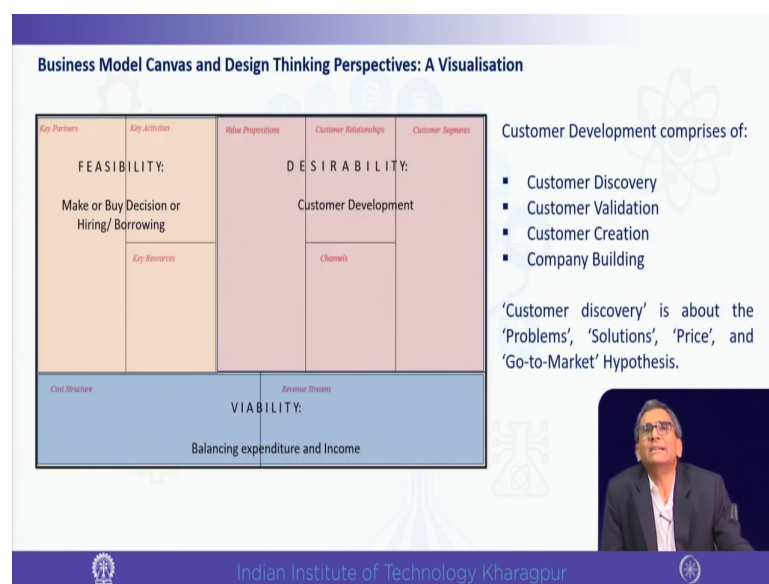 Business Model Canvas and Design Thinking Perspectives: A Visualisation
Key Partners
Key Activities
Value Propositions
Customer Relationships
Customer Segments
FEASIBILITY:
Make or Buy Decision or
Hiring/ Borrowing
Key Resources
DESIRABILITY:
Customer Development
Channels
Cost Structure
Revenue Streams
VIABILITY:
Balancing expenditure and Income
Customer Development comprises of:
▪ Customer Discovery
▪ Customer Validation
▪ Customer Creation
▪ Company Building
‘Customer discovery’ is about the
‘Problems’, ‘Solutions’, ‘Price’, and
‘Go-to-Market’ Hypothesis.
Indian Institute of Technology Kharagpur